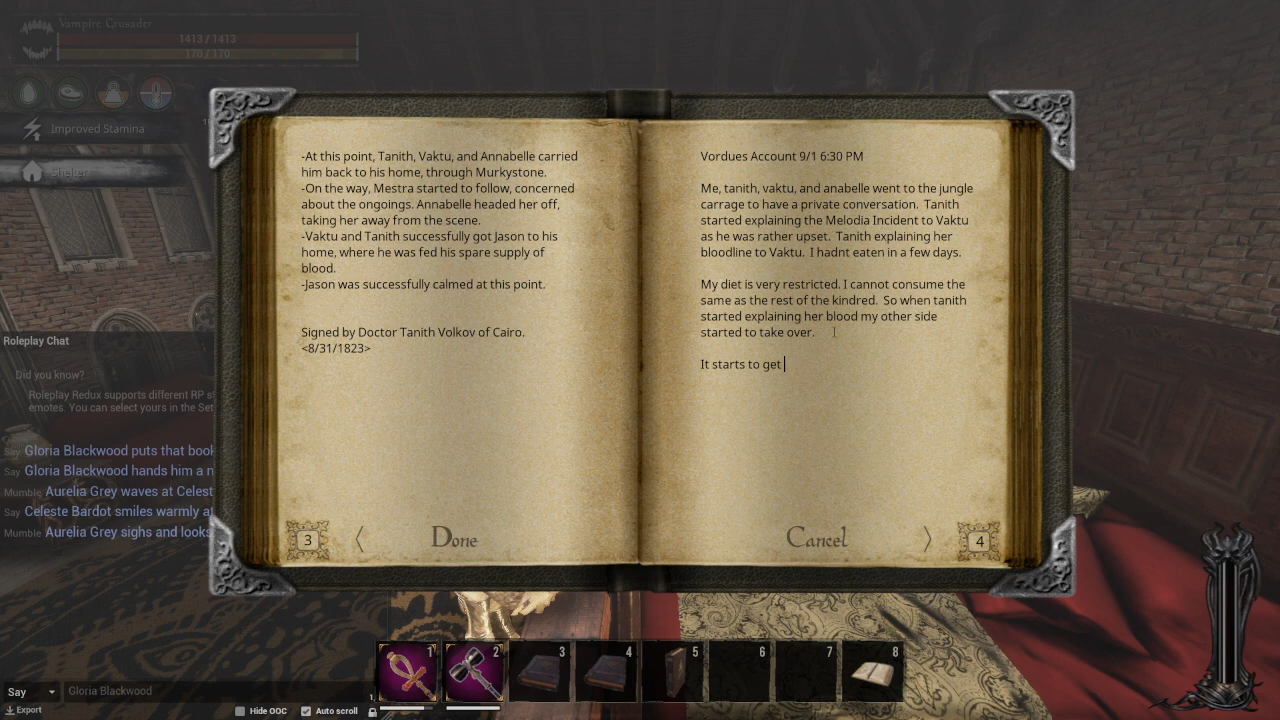 Vampire Crusader
1413 / 1413
170 / 170
Improved Stamina
Shelter
-At this point, Tanith, Vaktu, and Annabelle carried
him back to his home, through Murkystone.
-On the way, Mestra started to follow, concerned
about the ongoings. Annabelle headed her off,
taking her away from the scene.
-Vaktu and Tanith successfully got Jason to his
home, where he was fed his spare supply of
blood.
-Jason was successfully calmed at this point.
Signed by Doctor Tanith Volkov of Cairo.
<8/31/1823>
3
Done
Vordues Account 9/1 6:30 PM
Me, tanith, vaktu, and anabelle went to the jungle
carrage to have a private conversation. Tanith
started explaining the Melodia Incident to Vaktu
as he was rather upset. Tanith explaining her
bloodline to Vaktu. I hadnt eaten in a few days.
My diet is very restricted. I cannot consume the
same as the rest of the kindred. So when tanith
started explaining her blood my other side
started to take over.
It starts to get
Cancel
4
Roleplay Chat
Did you know?
Roleplay Redux supports different RP s
emotes. You can select yours in the Set
Say Gloria Blackwood puts that book
Say Gloria Blackwood hands him a n
Mumble Aurelia Grey waves at Celest
Say Celeste Bardot smiles warmly at
Mumble Aurelia Grey sighs and looks
1 2 3 4 5 6 7 8
Say Gloria Blackwood
Export Hide OOC Auto scroll